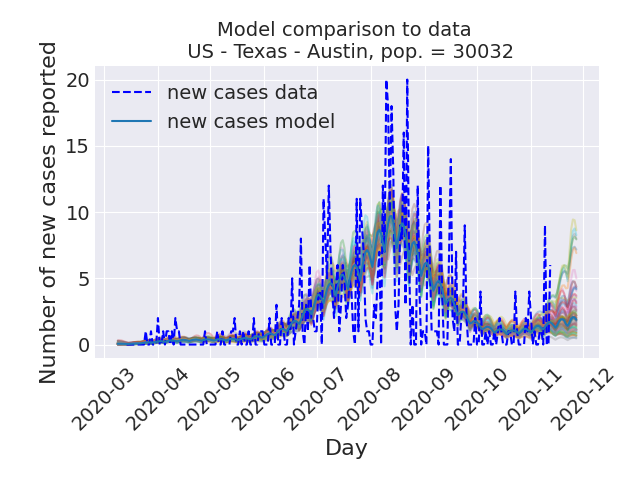 Model comparison to data
US - Texas - Austin, pop. = 30032
Number of new cases reported
20
15
10
5
0
new cases data
new cases model
2020-03
2020-04
2020-05
2020-06
2020-07
2020-08
2020-09
2020-10
2020-11
2020-12
Day